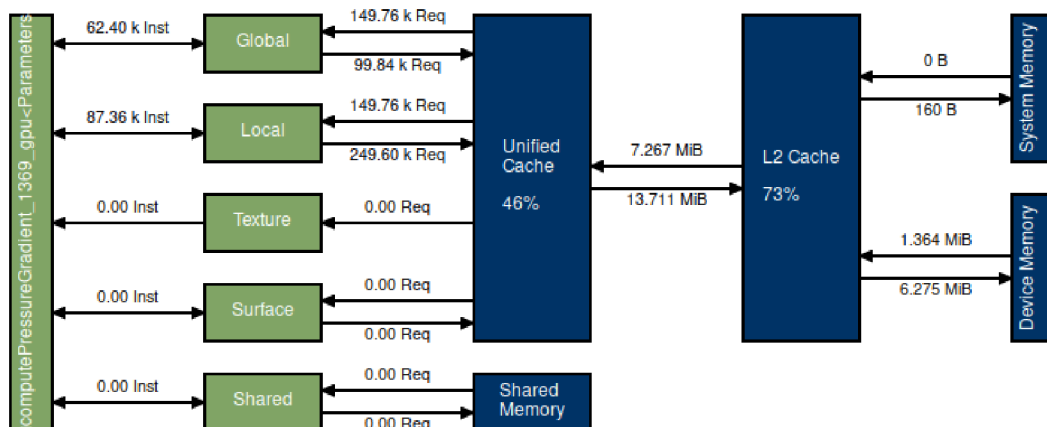 computePressureGradient_1369_gpu<Parameters
62.40 k Inst
Global
149.76 k Req
99.84 k Req
87.36 k Inst
Local
149.76 k Req
249.60 k Req
0.00 Inst
Texture
0.00 Req
0.00 Inst
Surface
0.00 Req
0.00 Req
0.00 Inst
Shared
0.00 Req
0.00 Req
Unified
Cache
46%
Shared
Memory
7.267 MiB
13.711 MiB
L2 Cache
73%
0 B
160 B
System Memory
1.364 MiB
6.275 MiB
Device Memory